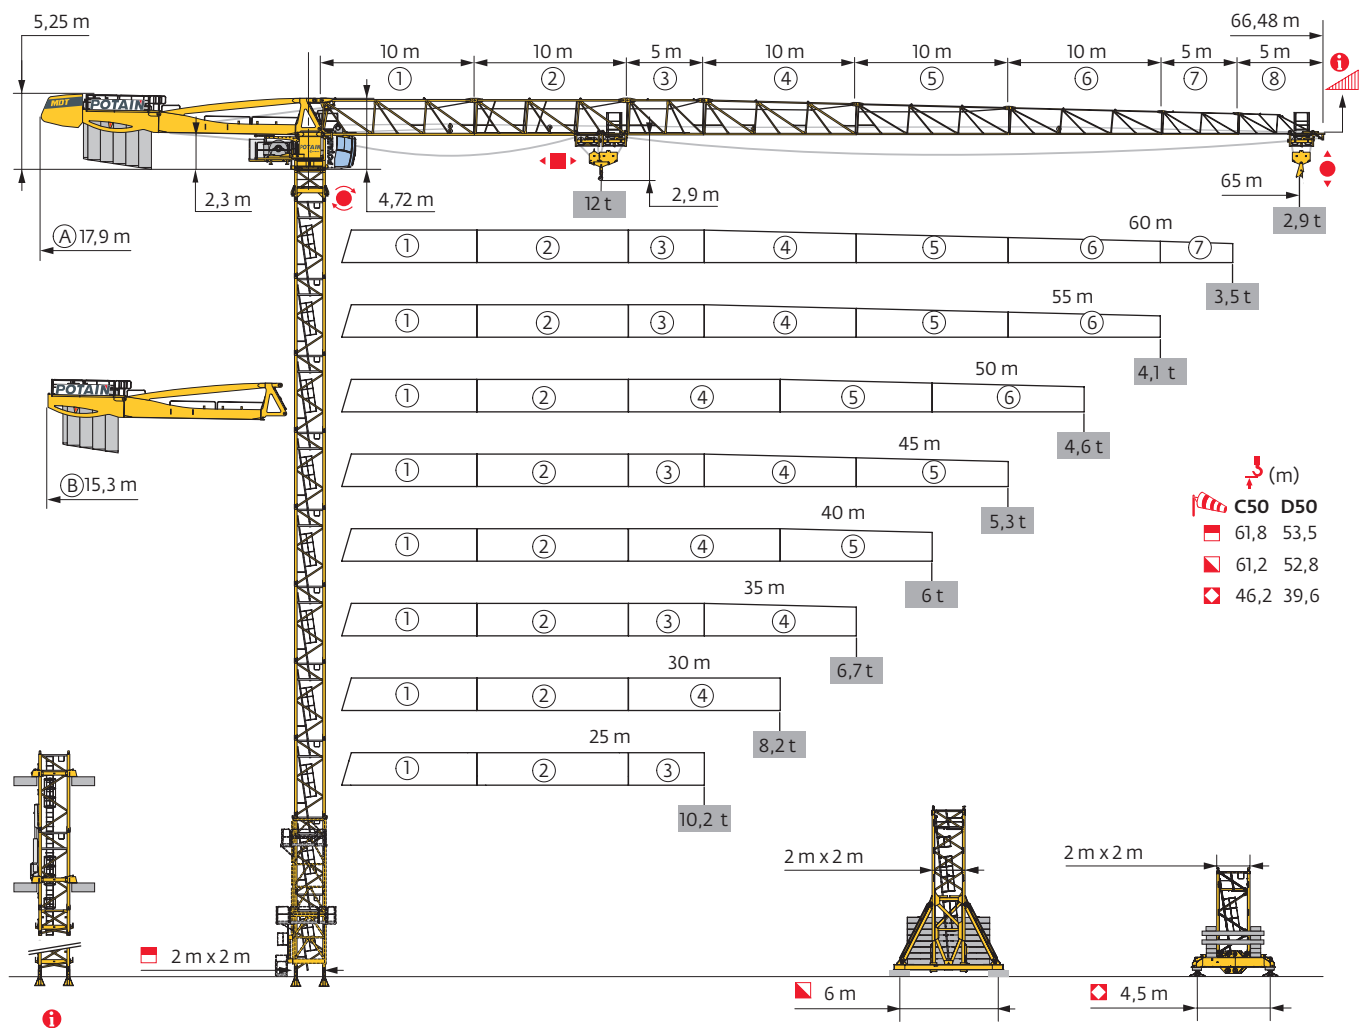 5,25 m
66,48 m
10 m 10 m 5 m 10 m 10 m 10 m 5 m 5 m
1 2 3 4 5 6 7 8
i
MDT POTAIN
POTAIN
2,3 m
4,72 m
12 t
2,9 m
65 m
2,9 t
A 17,9 m
60 m
1 2 3 4 5 6 7
3,5 t
55 m
1 2 3 4 5 6
4,1 t
POTAIN
50 m
1 2 4 5 6
4,6 t
B 15,3 m
45 m
1 2 3 4 5
5,3 t
(m)
C50 D50
61,8 53,5
61,2 52,8
46,2 39,6
40 m
1 2 4 5
6 t
35 m
1 2 3 4
6,7 t
30 m
1 2 4
8,2 t
25 m
1 2 3
10,2 t
2 m x 2 m
2 m x 2 m
2 m x 2 m
6 m
4,5 m
i